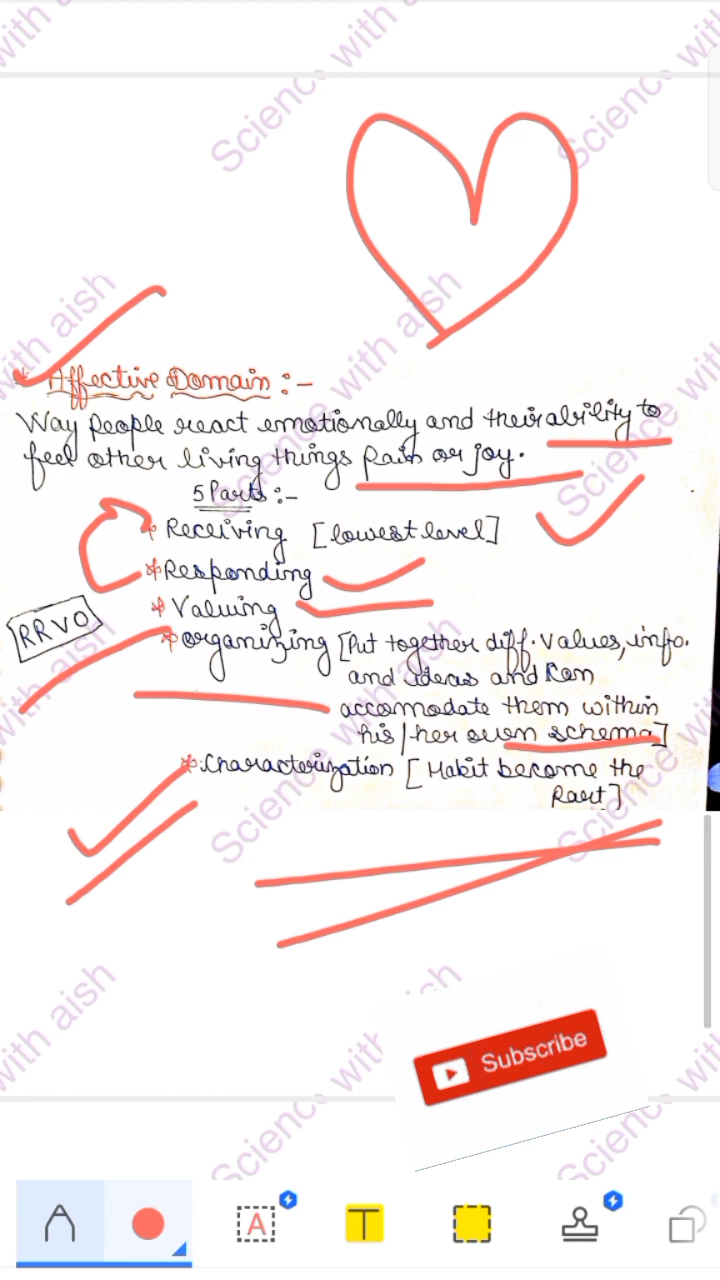 Affective Domain :-
Way People react emotionally and their ability to
feel other living things pain or joy.
5 Parts :-
* Receiving [lowest level]
* Responding
* Valuing
RRVO
* Organizing [Put together diff. Values, info.
and ideas and Ken
accomodate them within
his/her own schema]
* Characterization [Habit become the
Part]
Subscribe
A
T
Science with aish